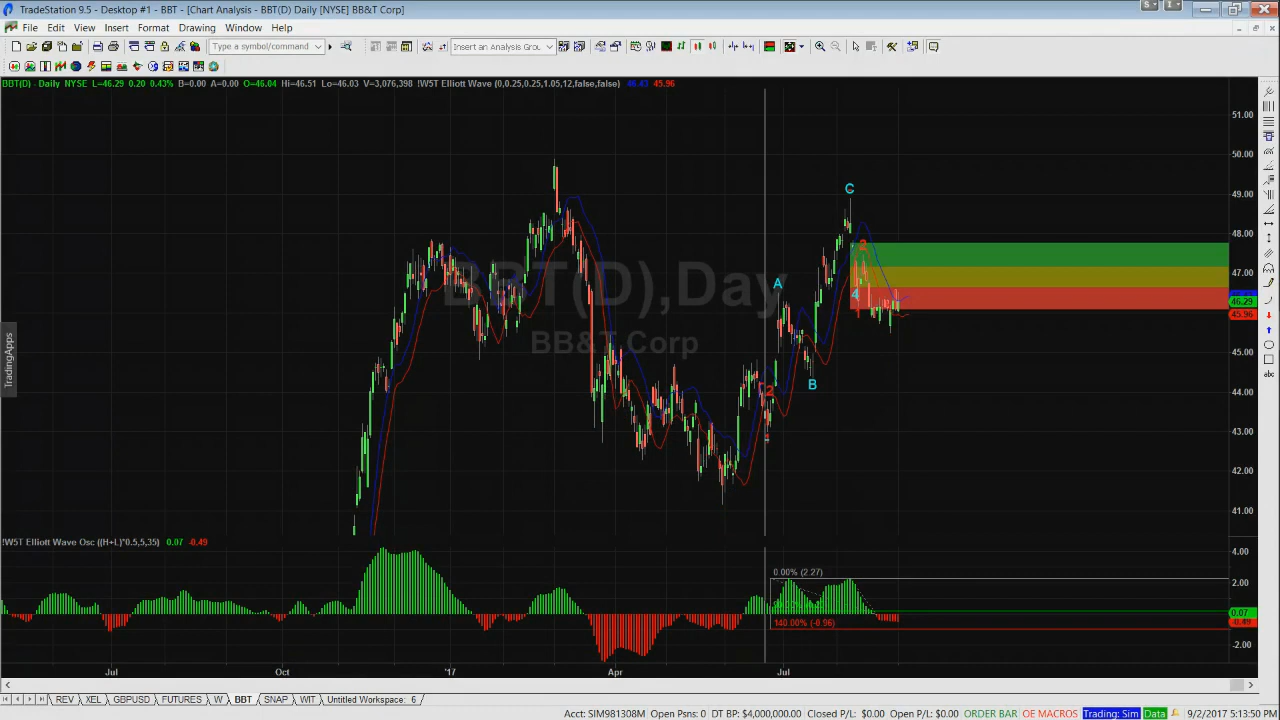 TradeStation 9.5 - Desktop #1 - BBT - [Chart Analysis - BBT(D) Daily [NYSE] BB&T Corp]
S I
File Edit View Insert Format Drawing Window Help
Type a symbol/command Insert an Analysis Grou
abc
BBT(D) - Daily NYSE L=46.29 0.20 0.43% B=0.00 A=0.00 O=46.04 Hi=46.51 Lo=46.03 V=3,076,398 !W5T Elliott Wave (0,0.25,0.25,1.05,12,false,false) 46.43 45.96
51.00
50.00
49.00
48.00
47.00
46.29
45.96
45.00
44.00
43.00
42.00
41.00
C
2
A
4
B
2
BBT(D),Day
BB&T Corp
TradingApps
!W5T Elliott Wave Osc ((H+L)*0.5,5,35) 0.07 -0.49
0.00% (2.27)
140.00% (-0.96)
4.00
2.00
0.07
-0.49
-2.00
Jul Oct '17 Apr Jul
REV XEL GBPUSD FUTURES W BBT SNAP WIT Untitled Workspace: 6
Acct: SIM981308M Open Psns: 0 DT BP: $4,000,000.00 Closed P/L: $0.00 Open P/L: $0.00 ORDER BAR OE MACROS Trading: Sim Data 9/2/2017 5:13:50 PM